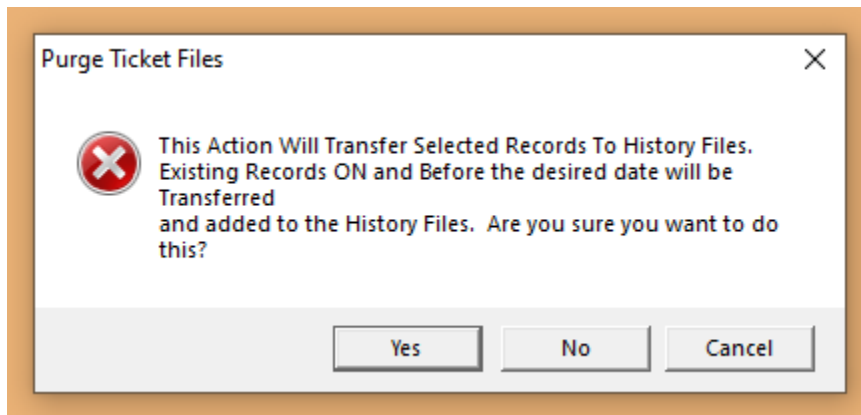 Purge Ticket Files
This Action Will Transfer Selected Records To History Files.
Existing Records ON and Before the desired date will be
Transferred
and added to the History Files.  Are you sure you want to do
this?
Yes
No
Cancel